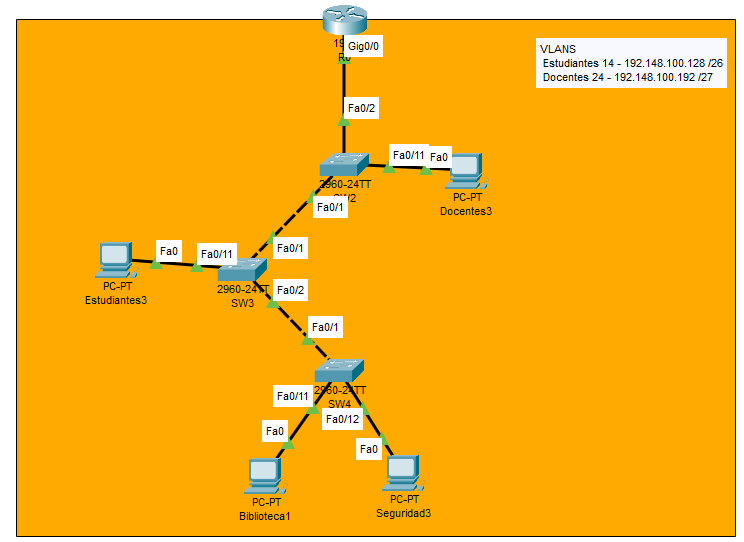 Gig0/0
R0
VLANS
Estudiantes 14 - 192.148.100.128 /26
Docentes 24 - 192.148.100.192 /27
Fa0/2
Fa0/11
Fa0
2960-24TT
SW2
PC-PT
Docentes3
Fa0/1
Fa0/1
Fa0
Fa0/11
PC-PT
Estudiantes3
2960-24TT
SW3
Fa0/2
Fa0/1
2960-24TT
SW4
Fa0/11
Fa0/12
Fa0
Fa0
PC-PT
Biblioteca1
PC-PT
Seguridad3